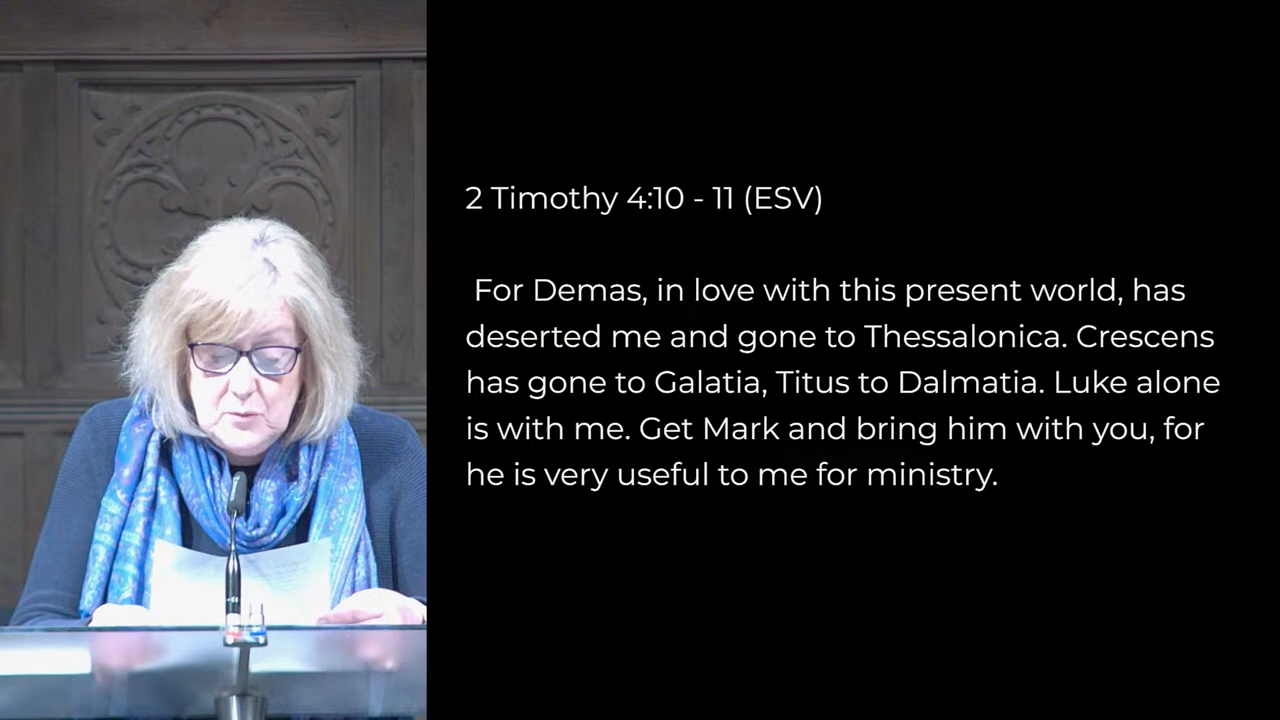 2 Timothy 4:10 - 11 (ESV)
For Demas, in love with this present world, has
deserted me and gone to Thessalonica. Crescens
has gone to Galatia, Titus to Dalmatia. Luke alone
is with me. Get Mark and bring him with you, for
he is very useful to me for ministry.